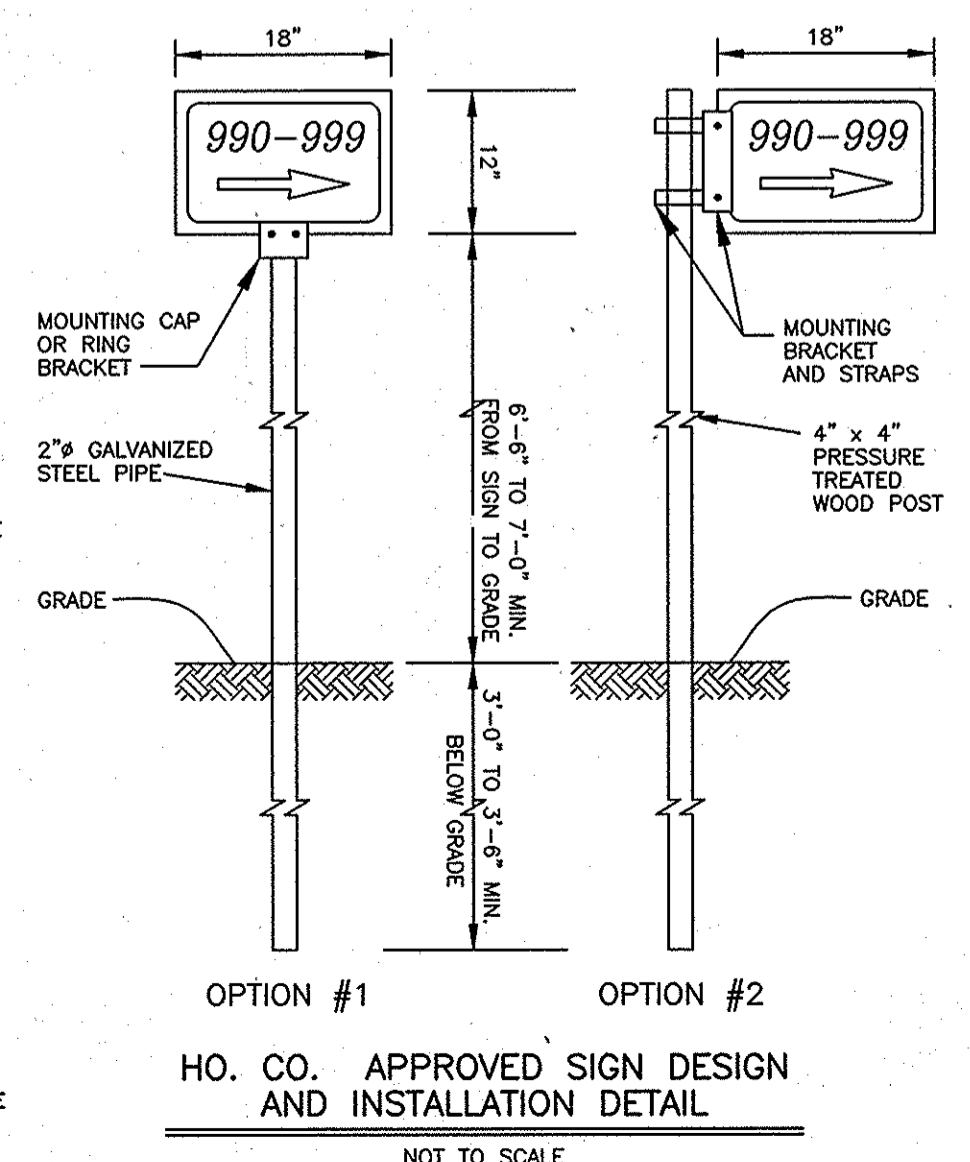 18"
18"
990-999
12"
990-999
MOUNTING CAP
OR RING
BRACKET
MOUNTING
BRACKET
AND STRAPS
6'-6" TO 7'-0" MIN.
FROM SIGN TO GRADE
2"ø GALVANIZED
STEEL PIPE
4" x 4"
PRESSURE
TREATED
WOOD POST
GRADE
GRADE
3'-0" TO 3'-6" MIN.
BELOW GRADE
OPTION #1
OPTION #2
HO. CO. APPROVED SIGN DESIGN
AND INSTALLATION DETAIL
NOT TO SCALE